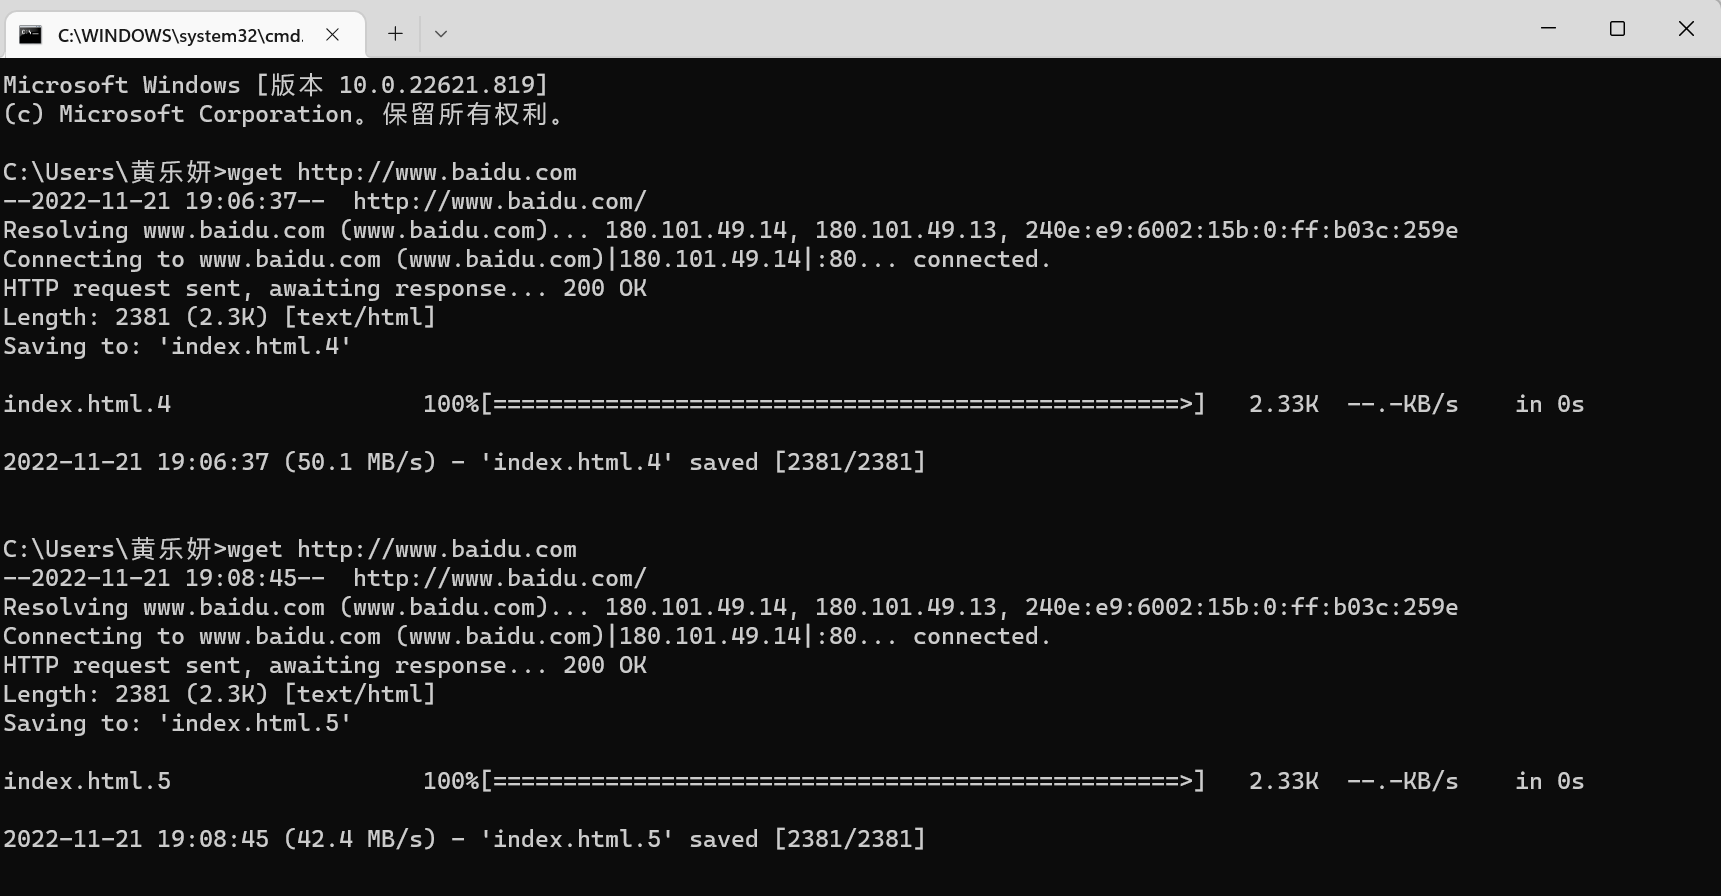 C:\WINDOWS\system32\cmd.
Microsoft Windows [版本 10.0.22621.819]
(c) Microsoft Corporation。保留所有权利。
C:\Users\黄乐妍>wget http://www.baidu.com
--2022-11-21 19:06:37--  http://www.baidu.com/
Resolving www.baidu.com (www.baidu.com)... 180.101.49.14, 180.101.49.13, 240e:e9:6002:15b:0:ff:b03c:259e
Connecting to www.baidu.com (www.baidu.com)|180.101.49.14|:80... connected.
HTTP request sent, awaiting response... 200 OK
Length: 2381 (2.3K) [text/html]
Saving to: 'index.html.4'
index.html.4                  100%[=================================================>]   2.33K  --.-KB/s    in 0s
2022-11-21 19:06:37 (50.1 MB/s) - 'index.html.4' saved [2381/2381]
C:\Users\黄乐妍>wget http://www.baidu.com
--2022-11-21 19:08:45--  http://www.baidu.com/
Resolving www.baidu.com (www.baidu.com)... 180.101.49.14, 180.101.49.13, 240e:e9:6002:15b:0:ff:b03c:259e
Connecting to www.baidu.com (www.baidu.com)|180.101.49.14|:80... connected.
HTTP request sent, awaiting response... 200 OK
Length: 2381 (2.3K) [text/html]
Saving to: 'index.html.5'
index.html.5                  100%[=================================================>]   2.33K  --.-KB/s    in 0s
2022-11-21 19:08:45 (42.4 MB/s) - 'index.html.5' saved [2381/2381]